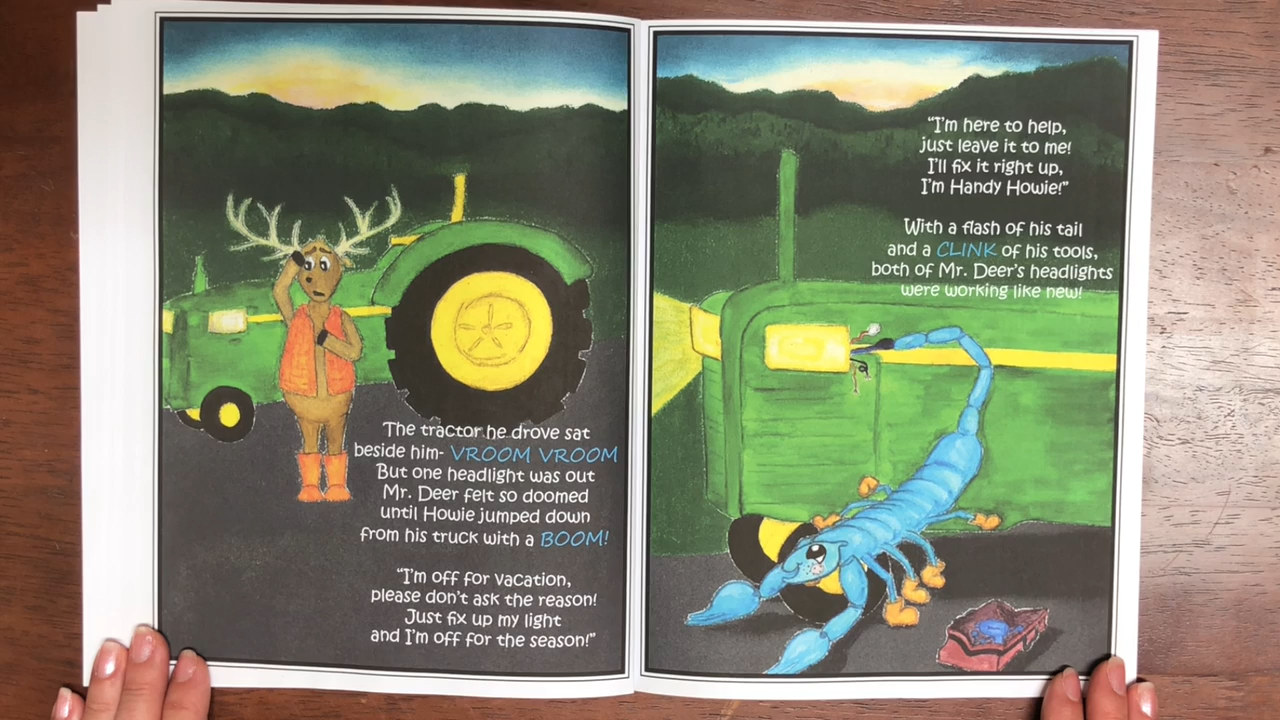 The tractor he drove sat
beside him- VROOM VROOM
But one headlight was out
Mr. Deer felt so doomed
until Howie jumped down
from his truck with a BOOM!
“I’m off for vacation,
please don’t ask the reason!
Just fix up my light
and I’m off for the season!”
“I’m here to help,
just leave it to me!
I’ll fix it right up,
I’m Handy Howie!”
With a flash of his tail
and a CLINK of his tools,
both of Mr. Deer’s headlights
were working like new!